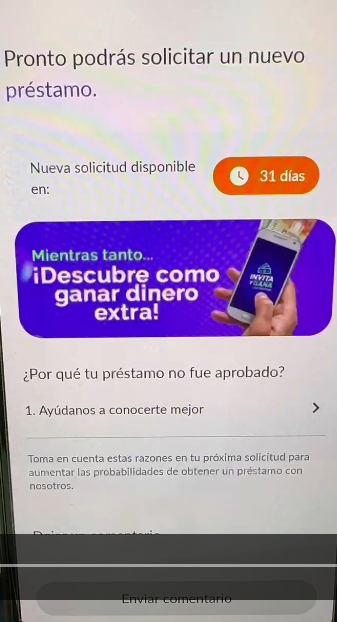 Pronto podrás solicitar un nuevo
préstamo.
Nueva solicitud disponible
en:
31 días
Mientras tanto...
¡Descubre como
ganar dinero
extra!
INVITA
Y GANA
¿Por qué tu préstamo no fue aprobado?
1. Ayúdanos a conocerte mejor
Toma en cuenta estas razones en tu próxima solicitud para
aumentar las probabilidades de obtener un préstamo con
nosotros.
Enviar comentario